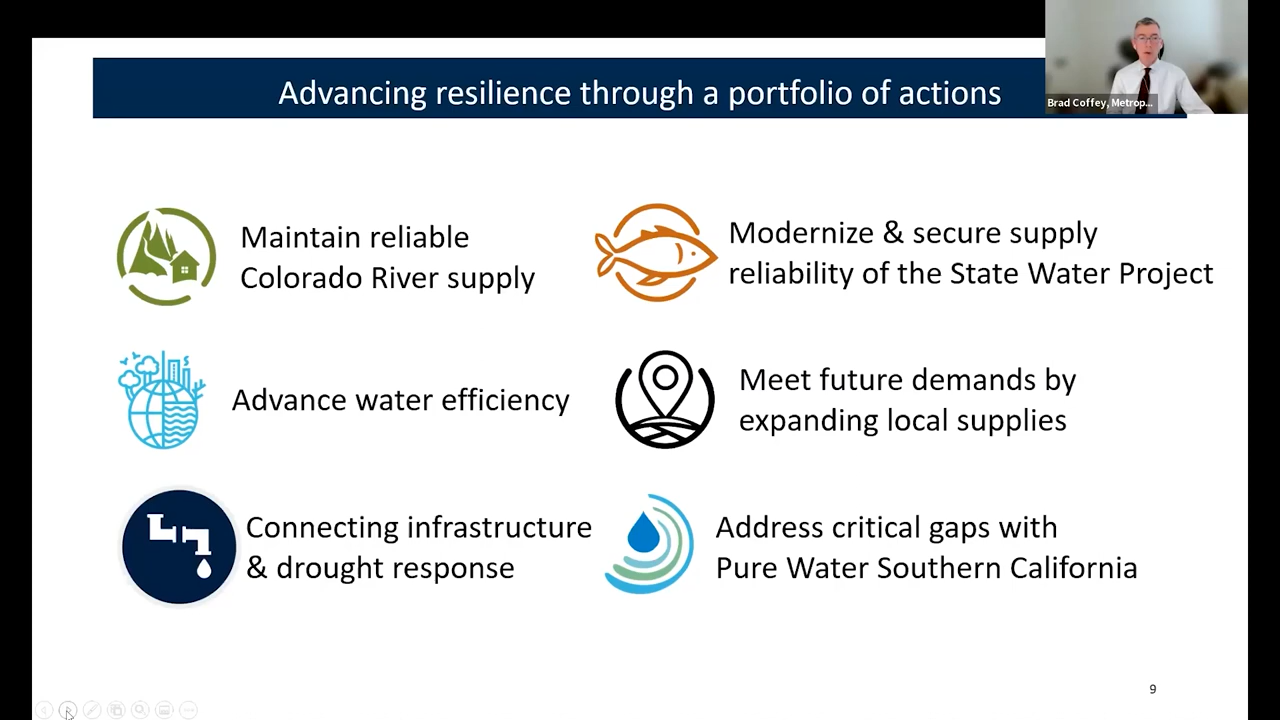 Advancing resilience through a portfolio of actions
Brad Coffey, Metrop...
Maintain reliable
Colorado River supply
Modernize & secure supply
reliability of the State Water Project
Advance water efficiency
Meet future demands by
expanding local supplies
Connecting infrastructure
& drought response
Address critical gaps with
Pure Water Southern California
9